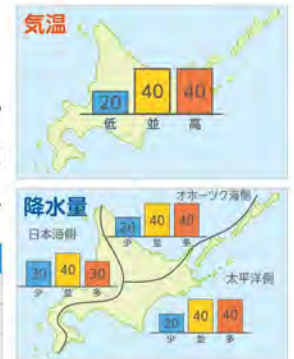 気温
20 40 40
低 並 高
降水量
オホーツク海側
20 40 40
少 並 多
日本海側
30 40 30
少 並 多
太平洋側
20 40 40
少 並 多